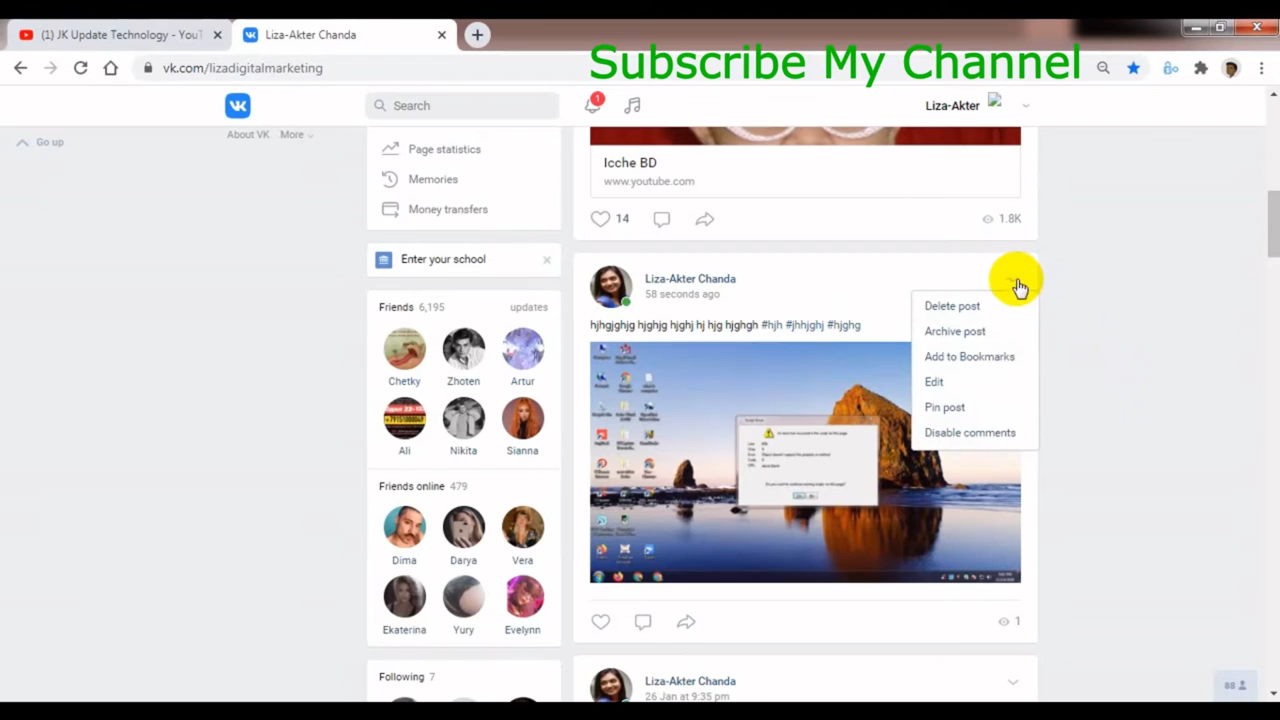 (1) JK Update Technology - YouT
Liza-Akter Chanda
Subscribe My Channel
vk.com/lizadigitalmarketing
Search
1
Liza-Akter
Go up
About VK More
Page statistics
Memories
Money transfers
Enter your school
Friends 6,195 updates
Chetky Zhoten Artur
Ali Nikita Sianna
Friends online 479
Dima Darya Vera
Ekaterina Yury Evelynn
Following 7
Icche BD
www.youtube.com
14
1.8K
Liza-Akter Chanda
58 seconds ago
hjhgjghjg hjghjg hjghj hj hjg hjghgh #hjh #jhhjghj #hjghg
Delete post
Archive post
Add to Bookmarks
Edit
Pin post
Disable comments
1
Liza-Akter Chanda
26 Jan at 9:35 pm
88